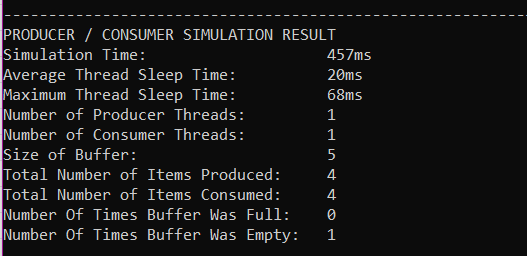 --------------------------------------------------------
PRODUCER / CONSUMER SIMULATION RESULT
Simulation Time: 457ms
Average Thread Sleep Time: 20ms
Maximum Thread Sleep Time: 68ms
Number of Producer Threads: 1
Number of Consumer Threads: 1
Size of Buffer: 5
Total Number of Items Produced: 4
Total Number of Items Consumed: 4
Number Of Times Buffer Was Full: 0
Number Of Times Buffer Was Empty: 1